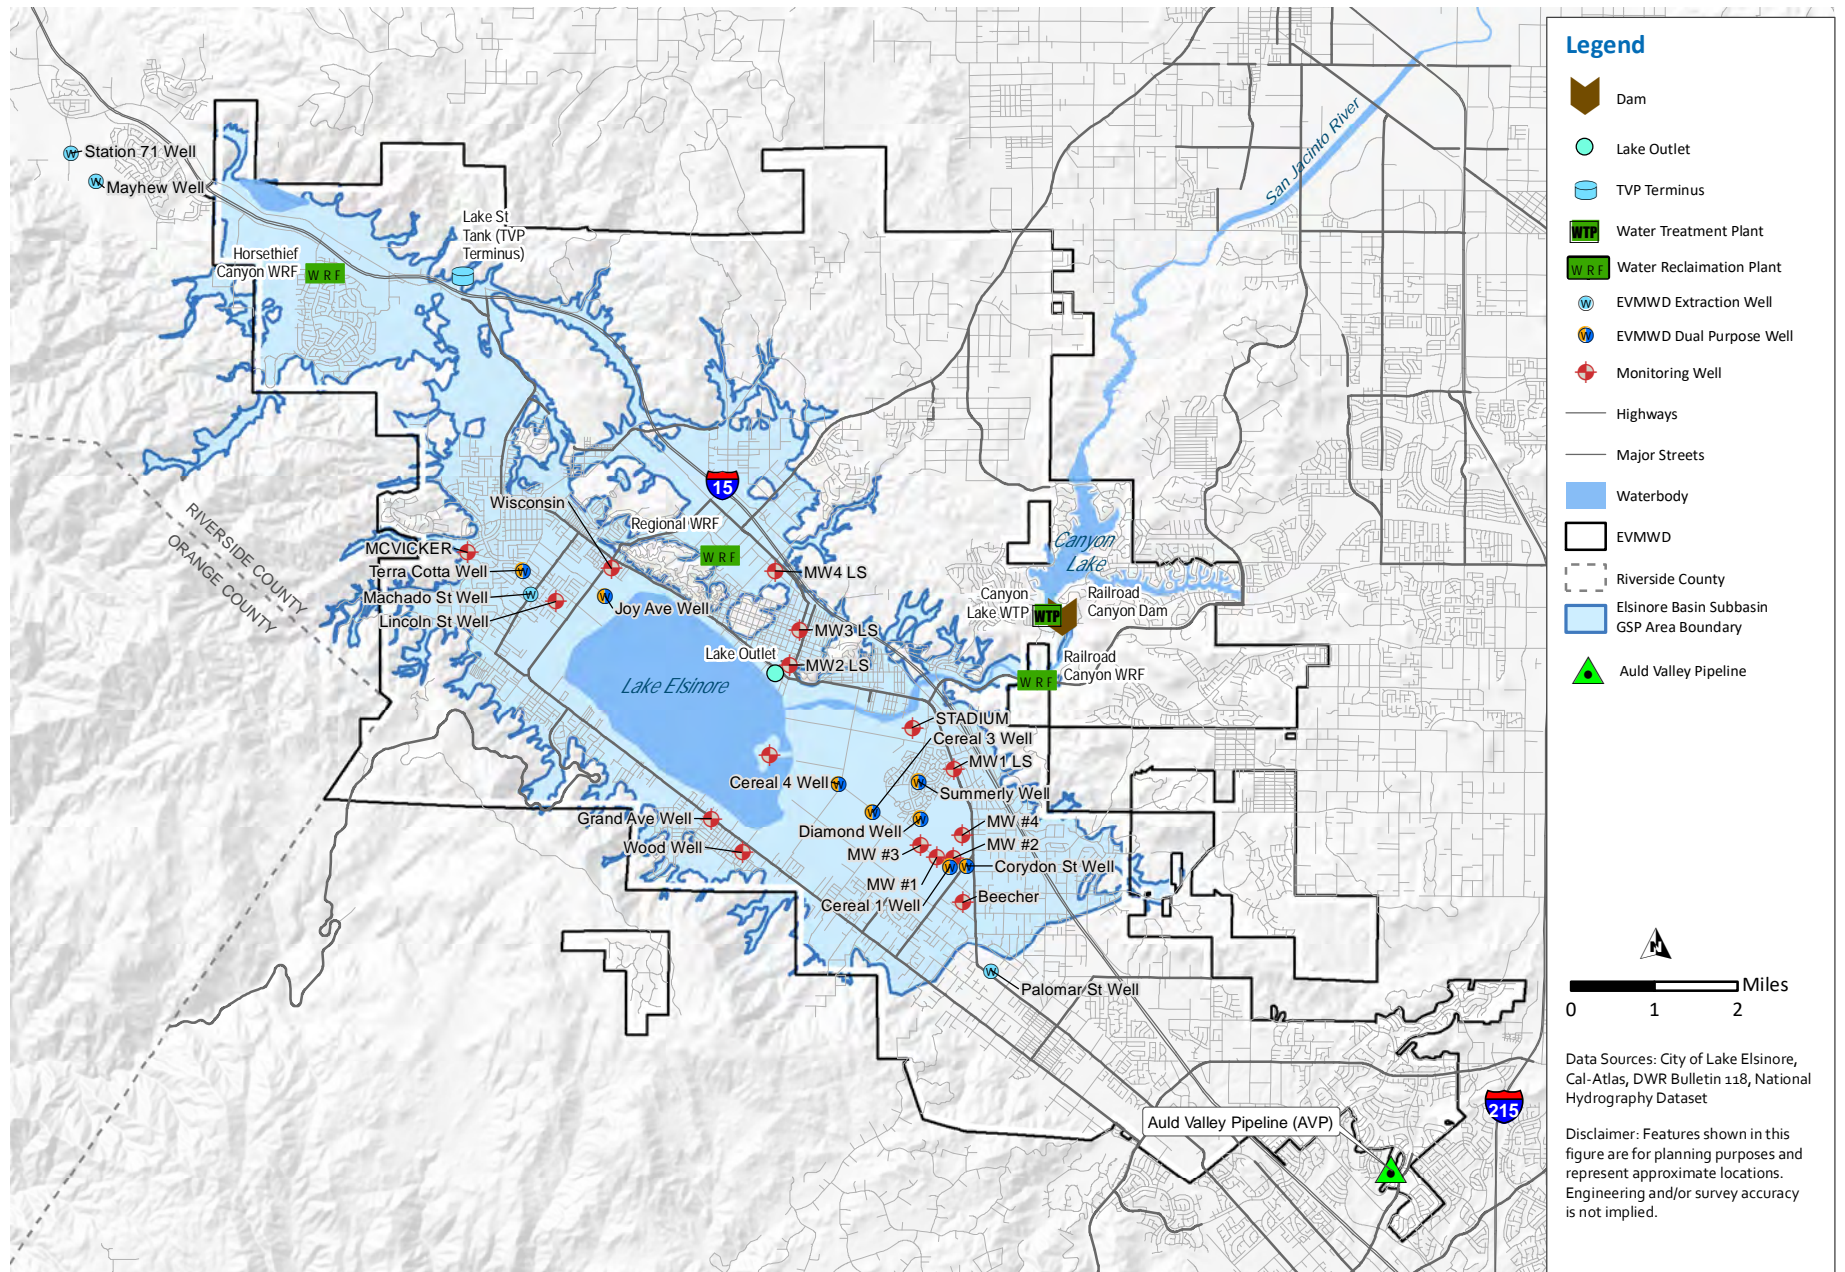 Station 71 Well
Mayhew Well
Horsethief
Canyon WRF
WRF
Lake St
Tank (TVP
Terminus)
San Jacinto River
RIVERSIDE COUNTY
ORANGE COUNTY
15
Wisconsin
Regional WRF
WRF
MCVICKER
Terra Cotta Well
Machado St Well
Lincoln St Well
Joy Ave Well
MW4 LS
MW3 LS
MW2 LS
Lake Outlet
Lake Elsinore
Canyon
Lake
Canyon
Lake WTP
WTP
Railroad
Canyon Dam
Railroad
Canyon WRF
WRF
STADIUM
Cereal 3 Well
MW1 LS
Cereal 4 Well
Summerly Well
Grand Ave Well
Diamond Well
MW #4
Wood Well
MW #3
MW #2
Corydon St Well
MW #1
Cereal 1 Well
Beecher
Palomar St Well
Auld Valley Pipeline (AVP)
215
Legend
Dam
Lake Outlet
TVP Terminus
WTP Water Treatment Plant
WRF Water Reclaimation Plant
W EVMWD Extraction Well
W EVMWD Dual Purpose Well
Monitoring Well
Highways
Major Streets
Waterbody
EVMWD
Riverside County
Elsinore Basin Subbasin
GSP Area Boundary
Auld Valley Pipeline
N
Miles
0 1 2
Data Sources: City of Lake Elsinore,
Cal-Atlas, DWR Bulletin 118, National
Hydrography Dataset
Disclaimer: Features shown in this
figure are for planning purposes and
represent approximate locations.
Engineering and/or survey accuracy
is not implied.